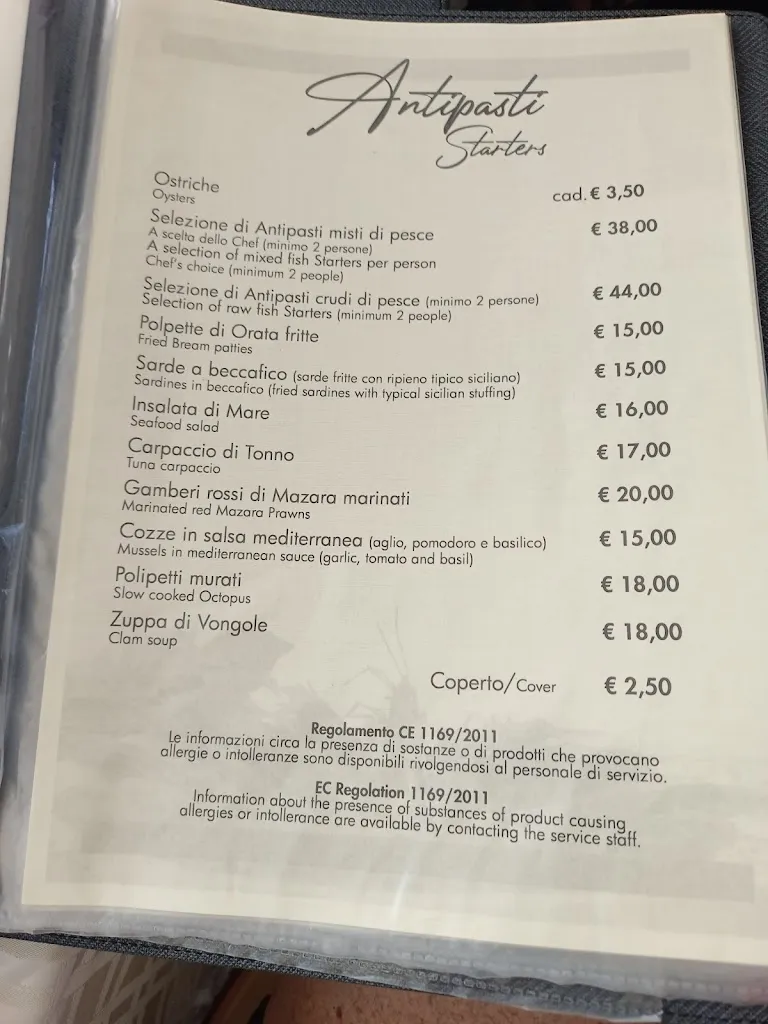 Antipasti
Starters
Ostriche cad. € 3,50
Oysters
Selezione di Antipasti misti di pesce € 38,00
A scelta dello Chef (minimo 2 persone)
A selection of mixed fish Starters per person
Chef's choice (minimum 2 people)
Selezione di Antipasti crudi di pesce (minimo 2 persone) € 44,00
Selection of raw fish Starters (minimum 2 people)
Polpette di Orata fritte € 15,00
Fried Bream patties
Sarde a beccafico (sarde fritte con ripieno tipico siciliano) € 15,00
Sardines in beccafico (fried sardines with typical sicilian stuffing)
Insalata di Mare € 16,00
Seafood salad
Carpaccio di Tonno € 17,00
Tuna carpaccio
Gamberi rossi di Mazara marinati € 20,00
Marinated red Mazara Prawns
Cozze in salsa mediterranea (aglio, pomodoro e basilico) € 15,00
Mussels in mediterranean sauce (garlic, tomato and basil)
Polipetti murati € 18,00
Slow cooked Octopus
Zuppa di Vongole € 18,00
Clam soup
Coperto/Cover € 2,50
Regolamento CE 1169/2011
Le informazioni circa la presenza di sostanze o di prodotti che provocano
allergie o intolleranze sono disponibili rivolgendosi al personale di servizio.
EC Regolation 1169/2011
Information about the presence of substances of product causing
allergies or intollerance are available by contacting the service staff.